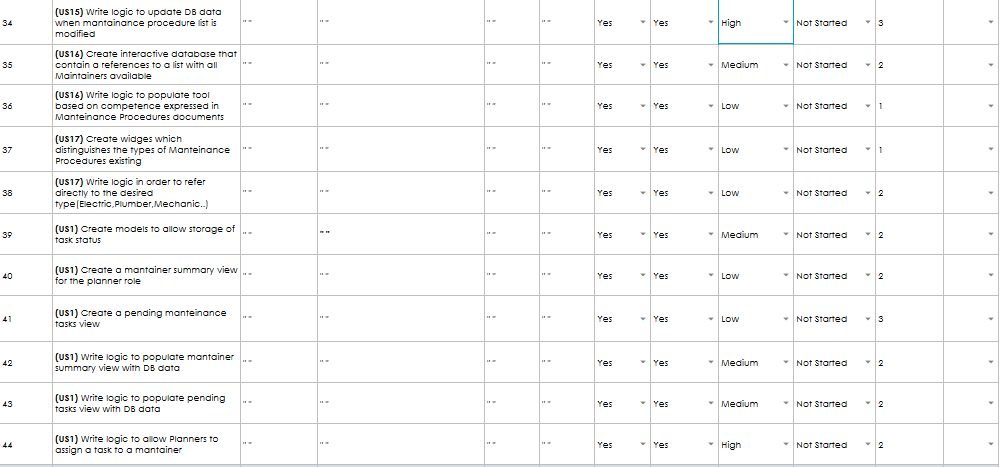 34 (US15) Write logic to update DB data when mantainance procedure list is modified "" "" "" "" Yes Yes High Not Started 3
35 (US16) Create interactive database that contain a references to a list with all Maintainers available "" "" "" "" Yes Yes Medium Not Started 2
36 (US16) Write logic to populate tool based on competence expressed in Manteinance Procedures documents "" "" "" "" Yes Yes Low Not Started 1
37 (US17) Create widges which distinguishes the types of Manteinance Procedures existing "" "" "" "" Yes Yes Low Not Started 1
38 (US17) Write logic in order to refer directly to the desired type(Electric,Plumber,Mechanic..) "" "" "" "" Yes Yes Low Not Started 2
39 (US1) Create models to allow storage of task status "" "" "" "" Yes Yes Medium Not Started 2
40 (US1) Create a mantainer summary view for the planner role "" "" "" "" Yes Yes Low Not Started 2
41 (US1) Create a pending manteinance tasks view "" "" "" "" Yes Yes Low Not Started 3
42 (US1) Write logic to populate mantainer summary view with DB data "" "" "" "" Yes Yes Medium Not Started 2
43 (US1) Write logic to populate pending tasks view with DB data "" "" "" "" Yes Yes Medium Not Started 2
44 (US1) Write logic to allow Planners to assign a task to a mantainer "" "" "" "" Yes Yes High Not Started 2